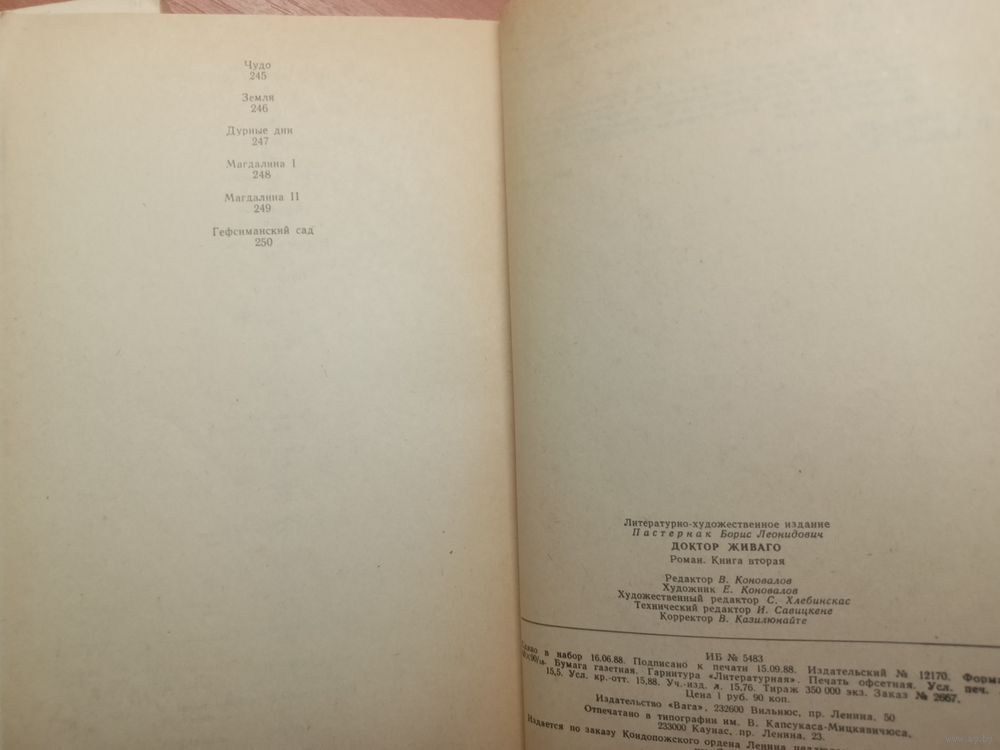 Чудо
245
Земля
246
Дурные дни
247
Магдалина I
248
Магдалина II
249
Гефсиманский сад
250
Литературно-художественное издание
Пастернак Борис Леонидович
ДОКТОР ЖИВАГО
Роман. Книга вторая
Редактор В. Коновалов
Художник Е. Коновалов
Художественный редактор С. Хлебинскас
Технический редактор И. Савицкене
Корректор В. Казилюнайте
ИБ № 5483
в набор 16.06.88. Подписано к печати 15.09.88. Издательский № 12170.
Бумага газетная. Гарнитура «Литературная». Печать офсетная. Усл. печ.
15,5. Усл. кр.-отт. 15,88. Уч.-изд. л. 15,76. Тираж 350 000 экз. Заказ № 2667.
Цена 1 руб. 90 коп.
Издательство «Вага», 232600 Вильнюс, пр. Ленина, 50
Отпечатано в типографии им. В. Капсукаса-Мицкявичюса,
233000 Каунас, пр. Ленина, 23.
Издается по заказу Кондопожского ордена Ленина